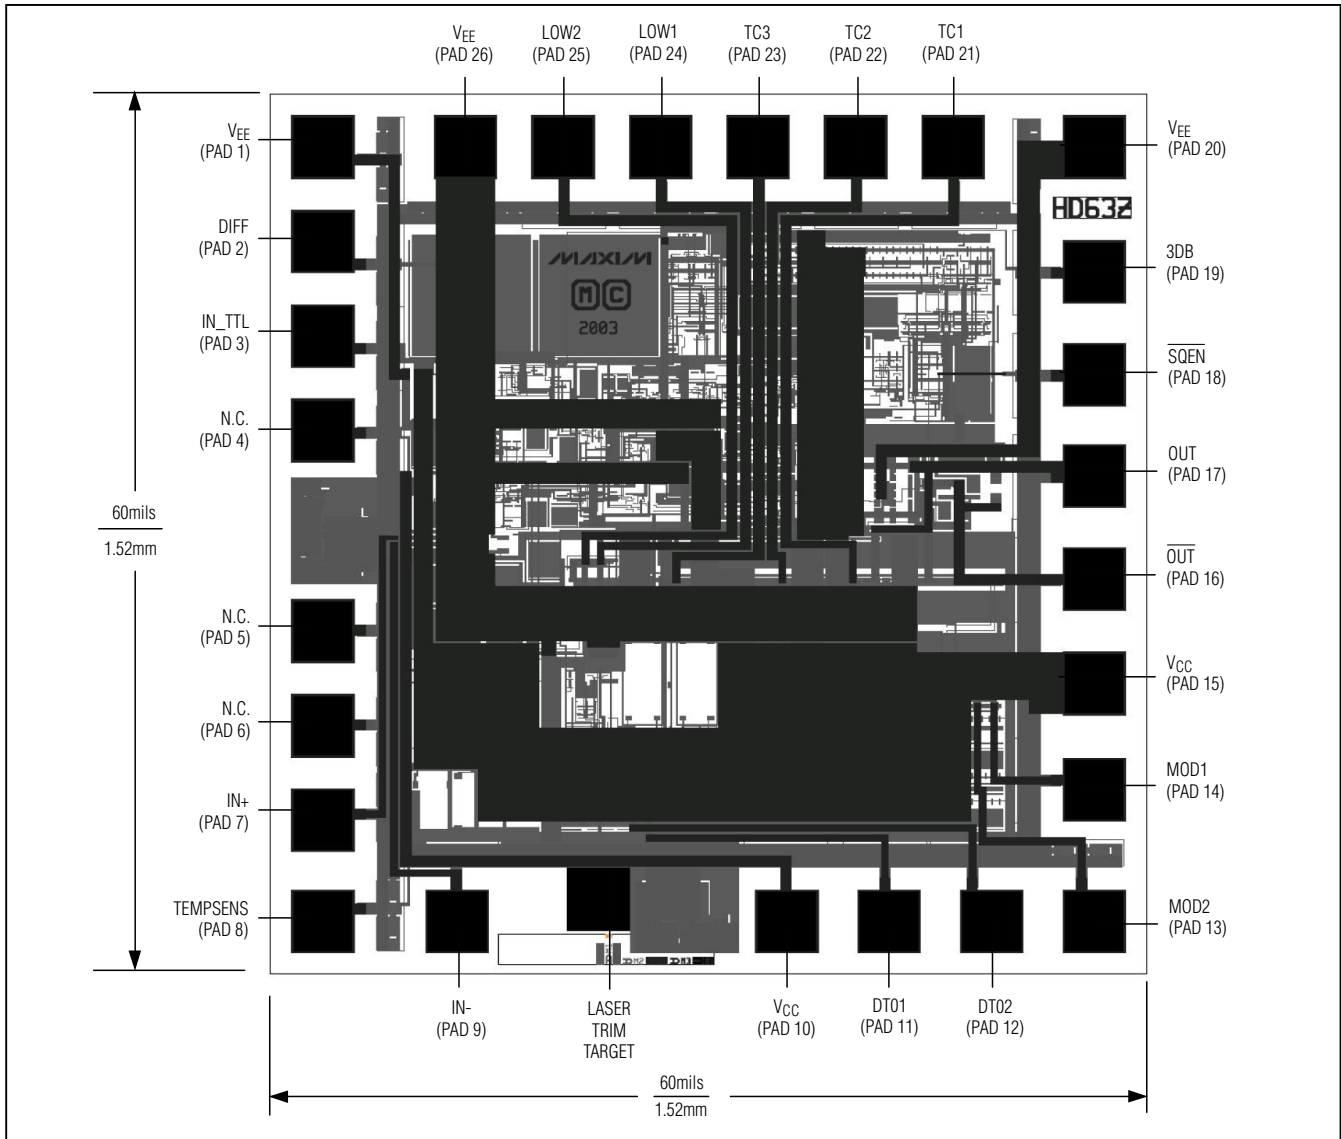 VEE
(PAD 26)
LOW2
(PAD 25)
LOW1
(PAD 24)
TC3
(PAD 23)
TC2
(PAD 22)
TC1
(PAD 21)
VEE
(PAD 1)
DIFF
(PAD 2)
IN_TTL
(PAD 3)
N.C.
(PAD 4)
60mils
1.52mm
N.C.
(PAD 5)
N.C.
(PAD 6)
IN+
(PAD 7)
TEMPSENS
(PAD 8)
MAXIM
M C
2003
HD63Z
VEE
(PAD 20)
3DB
(PAD 19)
SQEN
(PAD 18)
OUT
(PAD 17)
OUT
(PAD 16)
VCC
(PAD 15)
MOD1
(PAD 14)
MOD2
(PAD 13)
IN-
(PAD 9)
LASER
TRIM
TARGET
VCC
(PAD 10)
DT01
(PAD 11)
DT02
(PAD 12)
60mils
1.52mm